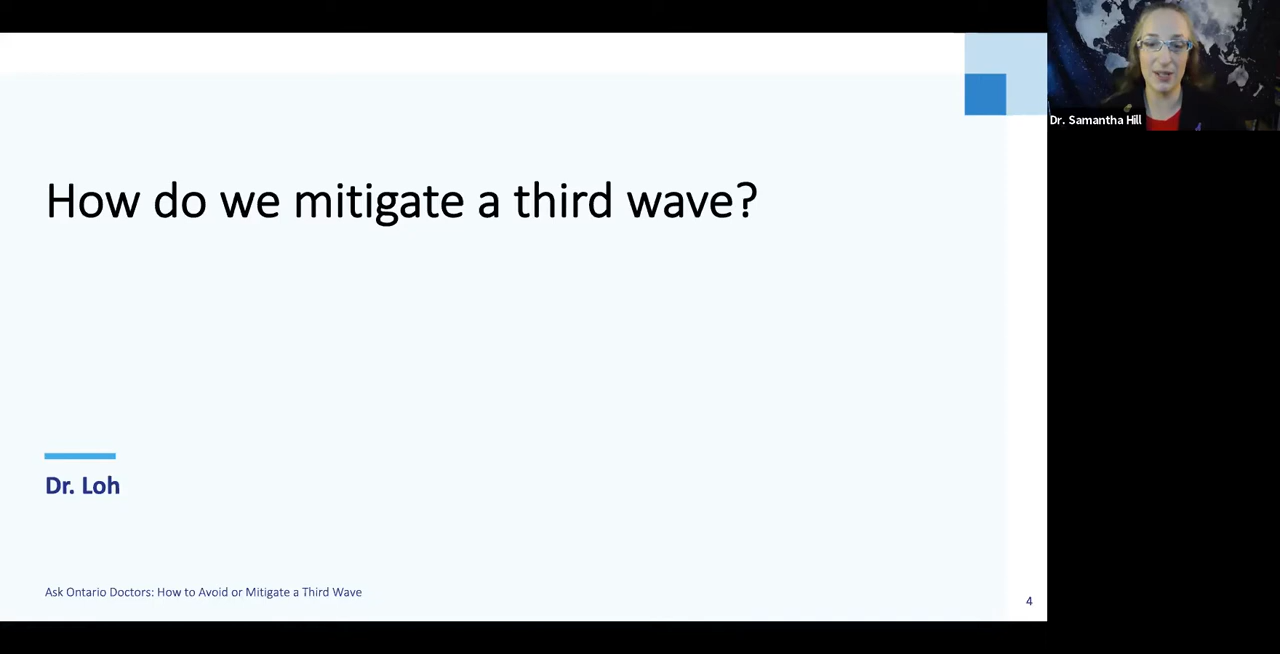 How do we mitigate a third wave?
Dr. Samantha Hill
Dr. Loh
Ask Ontario Doctors: How to Avoid or Mitigate a Third Wave
4